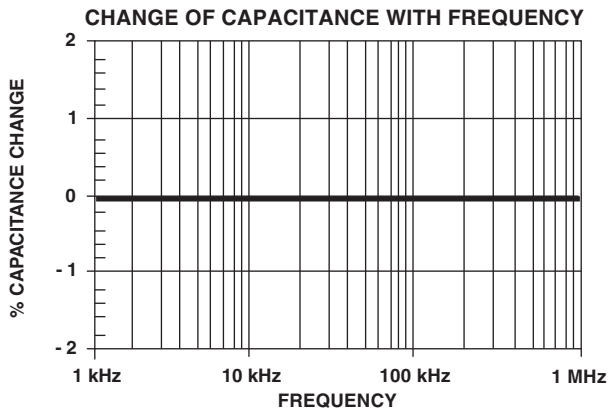 CHANGE OF CAPACITANCE WITH FREQUENCY
% CAPACITANCE CHANGE
2
1
0
- 1
- 2
1 kHz 10 kHz 100 kHz 1 MHz
FREQUENCY